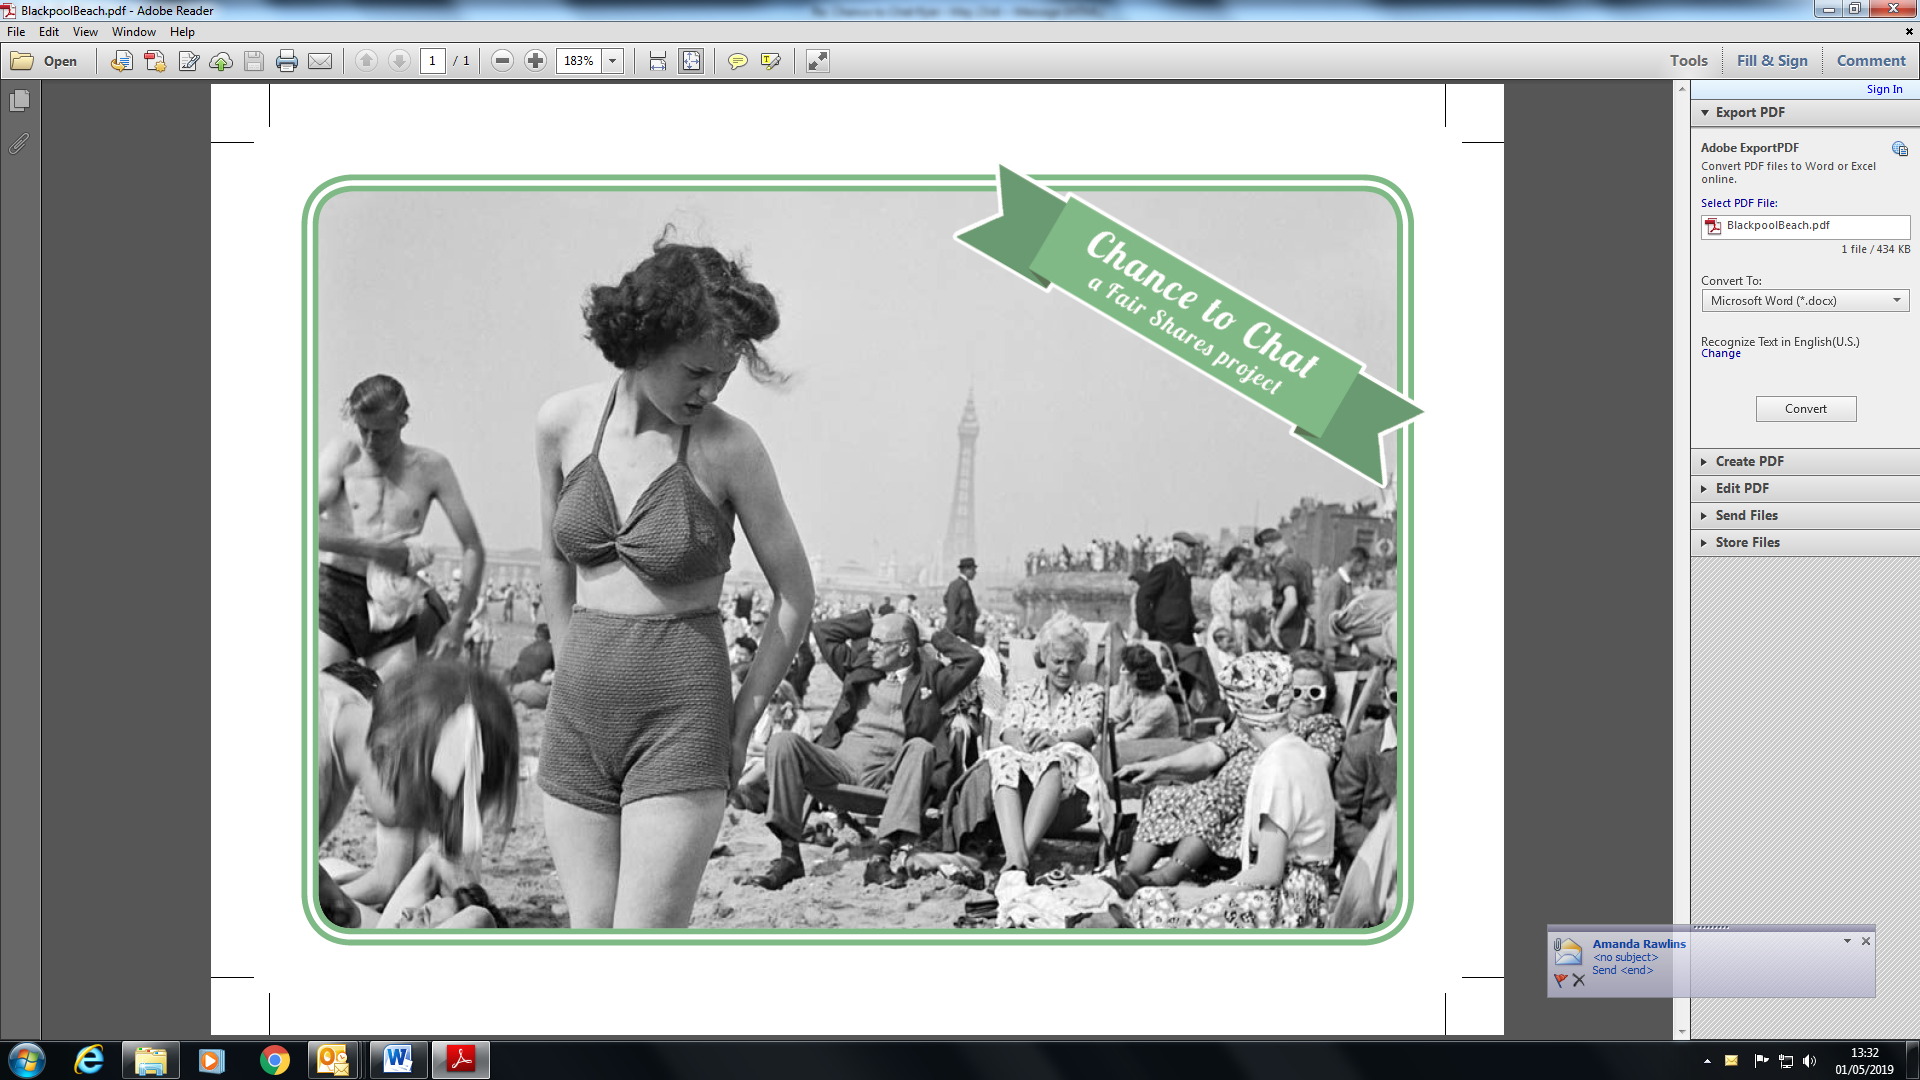 BlackpoolBeach.pdf - Adobe Reader
File Edit View Window Help
Open 1 / 1 183% Tools Fill & Sign Comment
Sign In
Export PDF
Adobe ExportPDF
Convert PDF files to Word or Excel
online.
Select PDF File:
BlackpoolBeach.pdf
1 file / 434 KB
Convert To:
Microsoft Word (*.docx)
Recognize Text in English(U.S.)
Change
Convert
Create PDF
Edit PDF
Send Files
Store Files
Chance to Chat
a Fair Shares project
Amanda Rawlins
<no subject>
Send <end>
13:32
01/05/2019